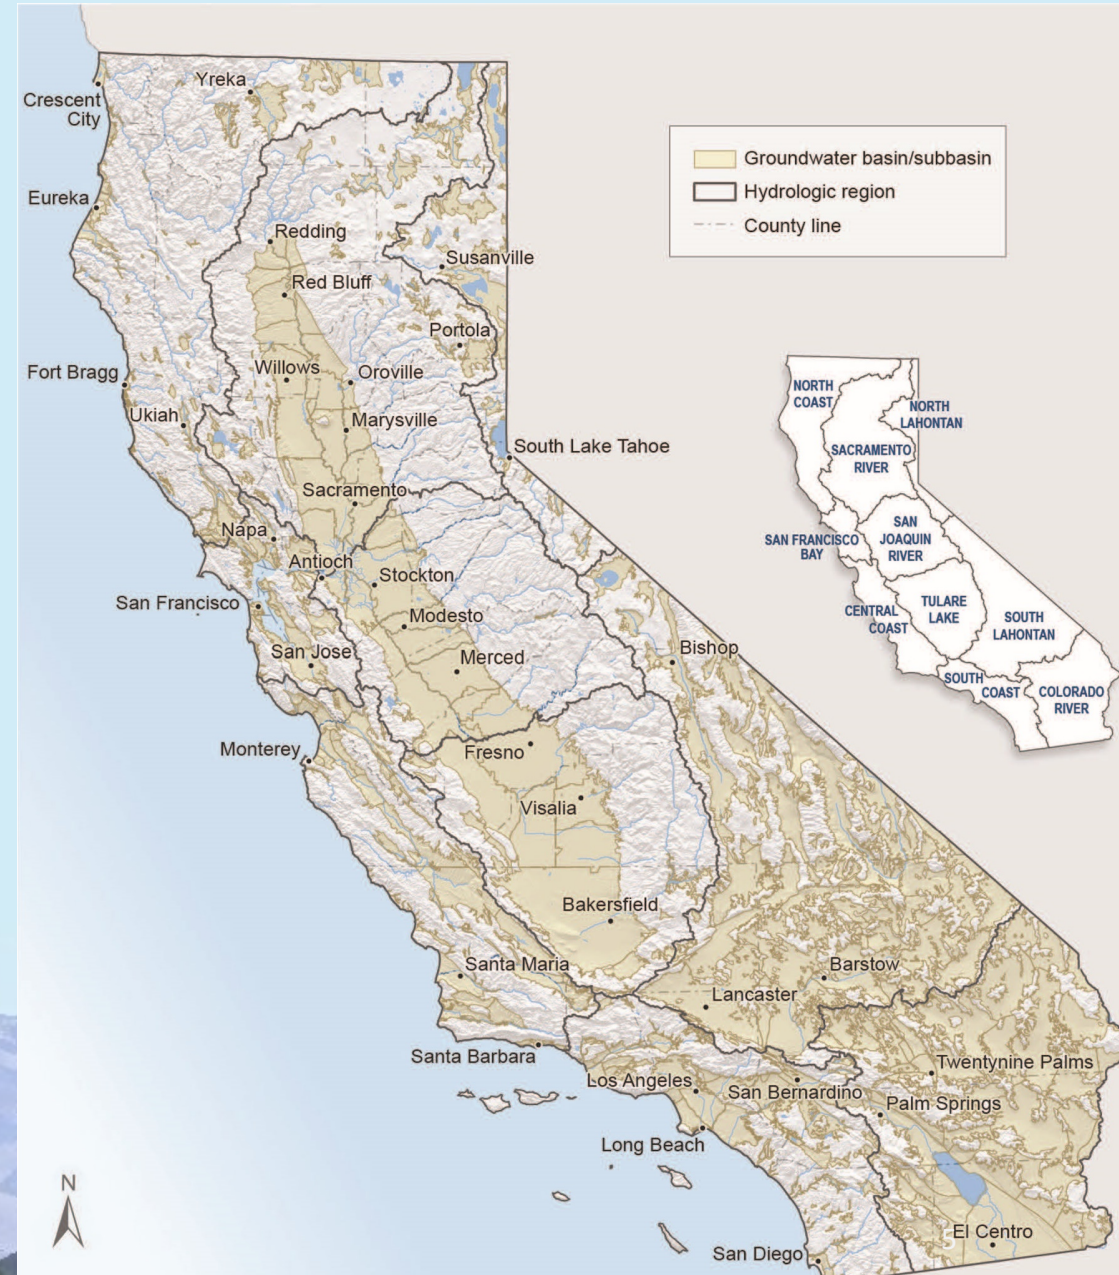 Yreka
Crescent
City
Eureka
Redding
Red Bluff
Susanville
Portola
Fort Bragg
Willows
Oroville
Ukiah
Marysville
South Lake Tahoe
Sacramento
Napa
Antioch
Stockton
San Francisco
Modesto
San Jose
Merced
Bishop
Monterey
Fresno
Visalia
Bakersfield
Santa Maria
Barstow
Lancaster
Santa Barbara
Los Angeles
San Bernardino
Twentynine Palms
Palm Springs
Long Beach
El Centro
San Diego
N
Groundwater basin/subbasin
Hydrologic region
County line
NORTH
COAST
NORTH
LAHONTAN
SACRAMENTO
RIVER
SAN
JOAQUIN
RIVER
SAN FRANCISCO
BAY
CENTRAL
COAST
TULARE
LAKE
SOUTH
LAHONTAN
SOUTH
COAST
COLORADO
RIVER